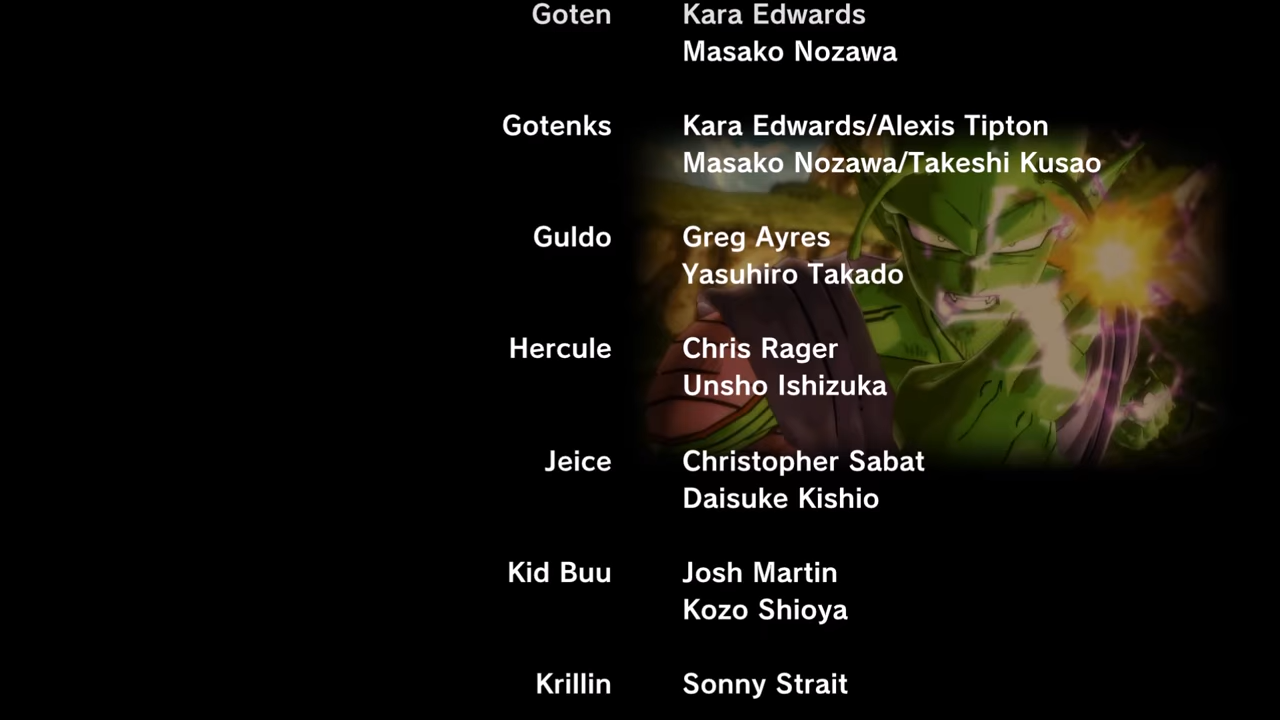 Goten Kara Edwards
Masako Nozawa
Gotenks Kara Edwards/Alexis Tipton
Masako Nozawa/Takeshi Kusao
Guldo Greg Ayres
Yasuhiro Takado
Hercule Chris Rager
Unsho Ishizuka
Jeice Christopher Sabat
Daisuke Kishio
Kid Buu Josh Martin
Kozo Shioya
Krillin Sonny Strait